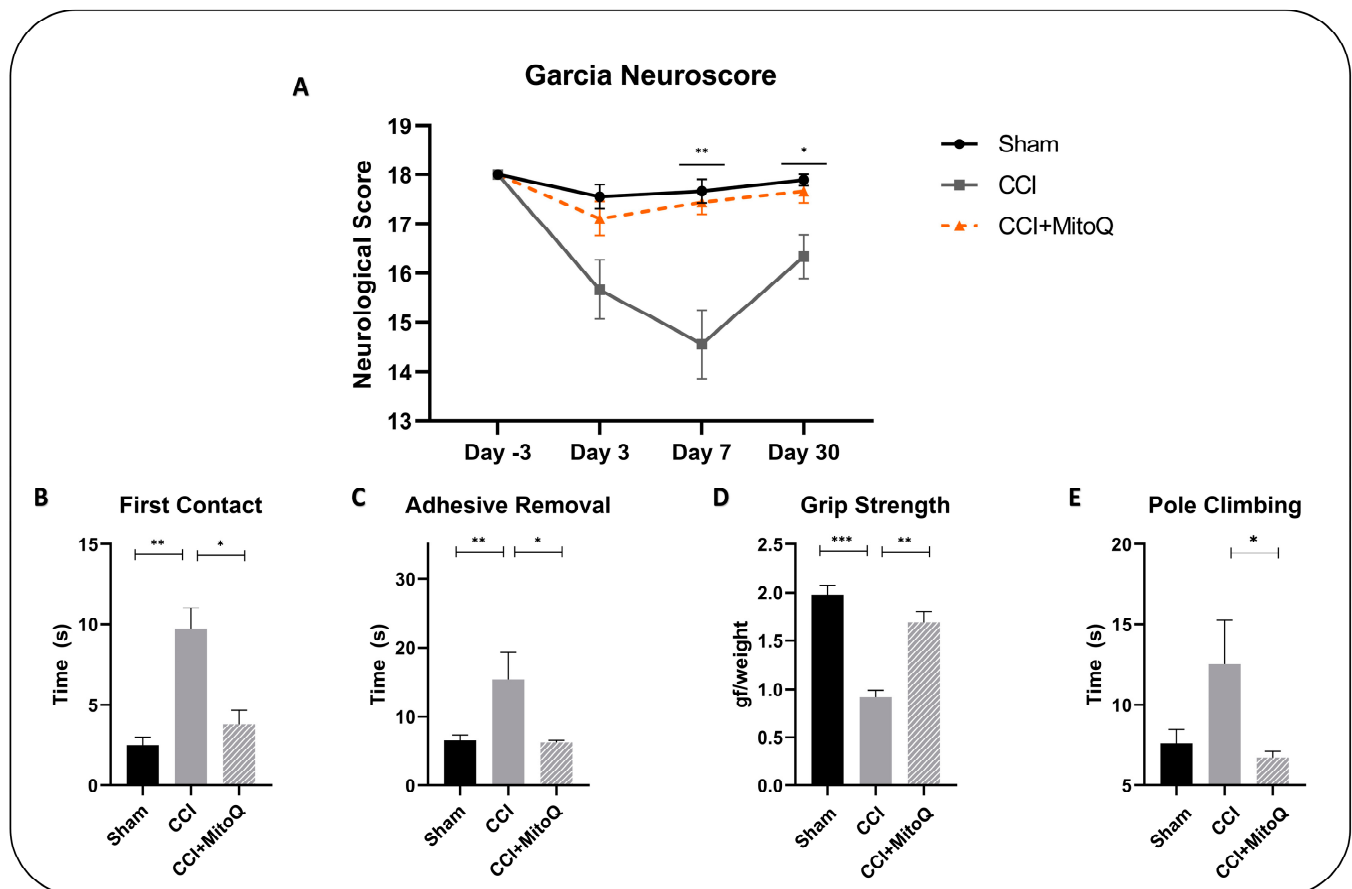 A
Garcia Neuroscore
Neurological Score
19
18
17
16
15
14
13
**
*
Day -3
Day 3
Day 7
Day 30
Sham
CCI
CCI+MitoQ
B
First Contact
Time (s)
15
10
5
0
**
*
Sham
CCI
CCI+MitoQ
C
Adhesive Removal
Time (s)
30
20
10
0
**
*
Sham
CCI
CCI+MitoQ
D
Grip Strength
gf/weight
2.5
2.0
1.5
1.0
0.5
0.0
***
**
Sham
CCI
CCI+MitoQ
E
Pole Climbing
Time (s)
20
15
10
5
*
Sham
CCI
CCI+MitoQ